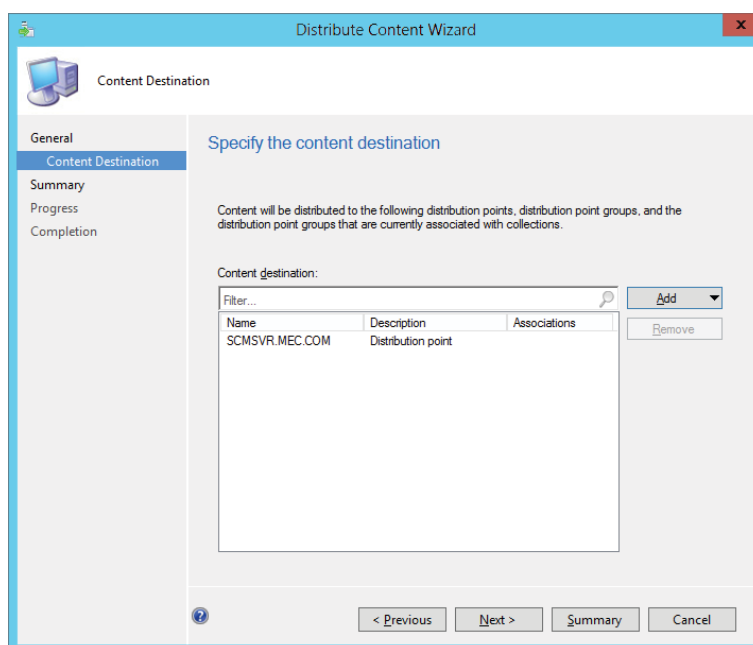 Distribute Content Wizard
x
Content Destination
General
Content Destination
Summary
Progress
Completion
Specify the content destination
Content will be distributed to the following distribution points, distribution point groups, and the
distribution point groups that are currently associated with collections.
Content destination:
Filter...
Add
Remove
Name Description Associations
SCMSVR.MEC.COM Distribution point
?
< Previous Next > Summary Cancel